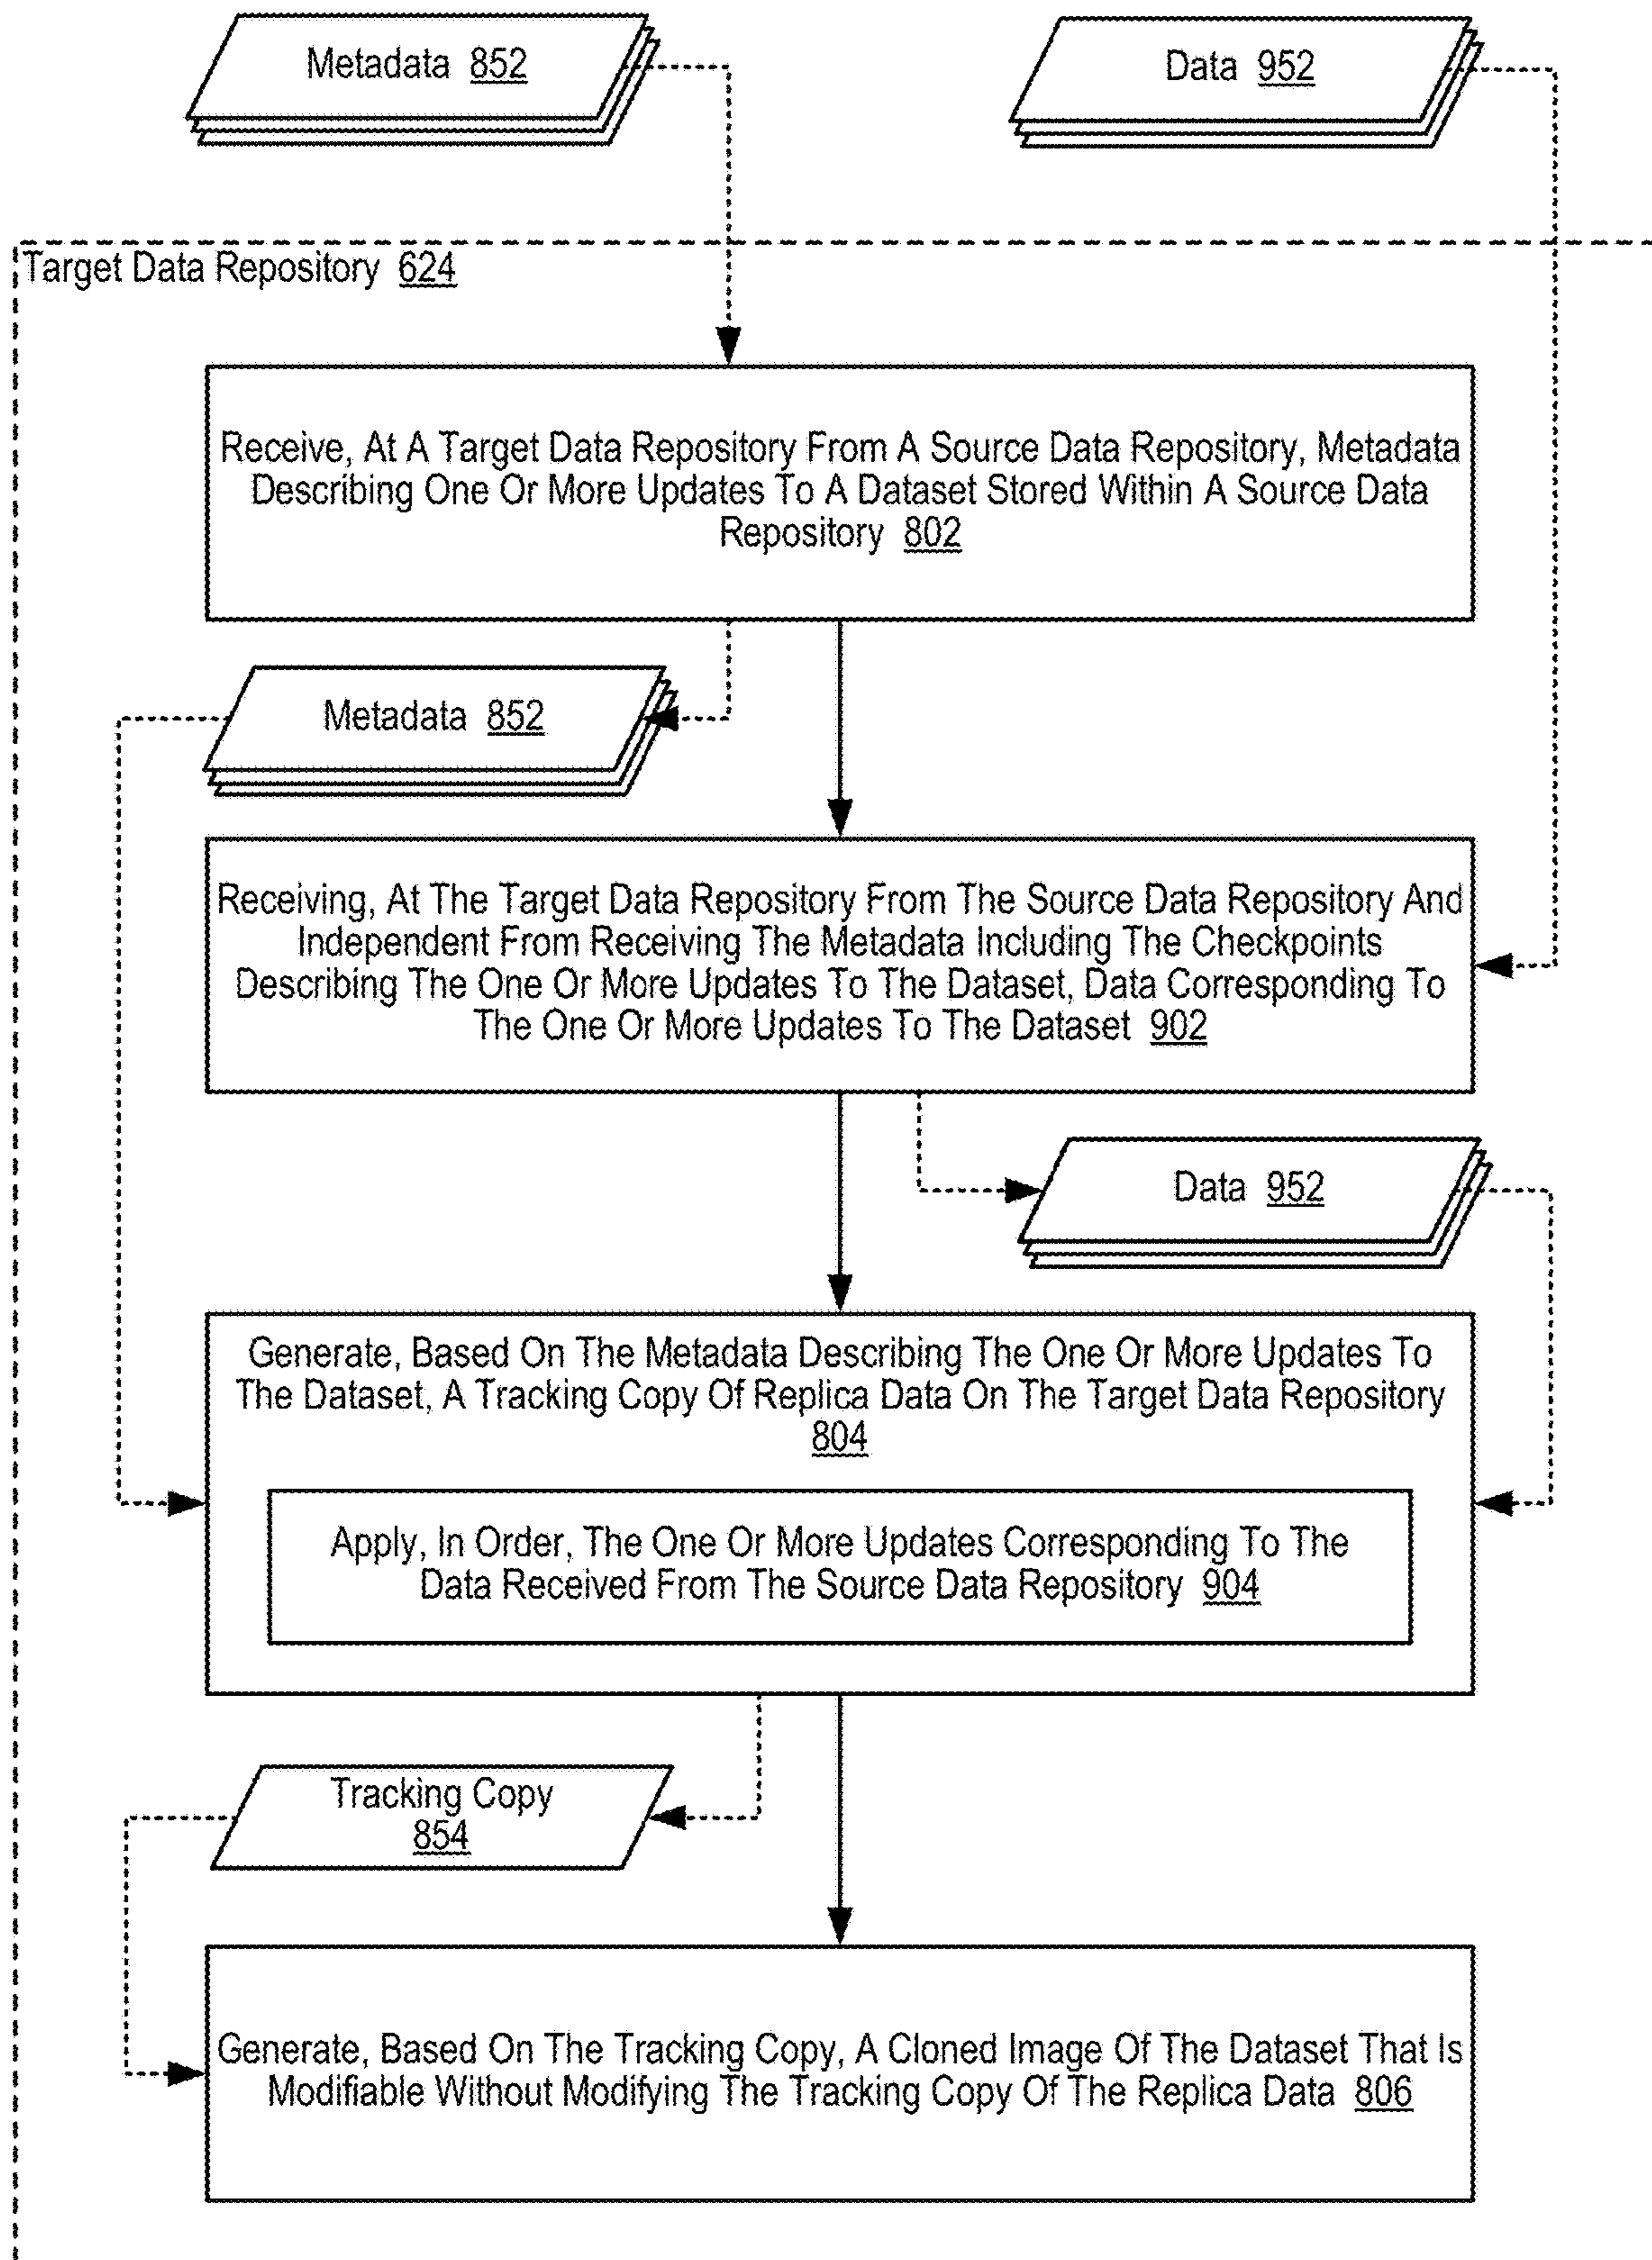 Metadata 852
Data 952
Target Data Repository 624
Receive, At A Target Data Repository From A Source Data Repository, Metadata
Describing One Or More Updates To A Dataset Stored Within A Source Data
Repository 802
Metadata 852
Receiving, At The Target Data Repository From The Source Data Repository And
Independent From Receiving The Metadata Including The Checkpoints
Describing The One Or More Updates To The Dataset, Data Corresponding To
The One Or More Updates To The Dataset 902
Data 952
Generate, Based On The Metadata Describing The One Or More Updates To
The Dataset, A Tracking Copy Of Replica Data On The Target Data Repository
804
Apply, In Order, The One Or More Updates Corresponding To The
Data Received From The Source Data Repository 904
Tracking Copy
854
Generate, Based On The Tracking Copy, A Cloned Image Of The Dataset That Is
Modifiable Without Modifying The Tracking Copy Of The Replica Data 806